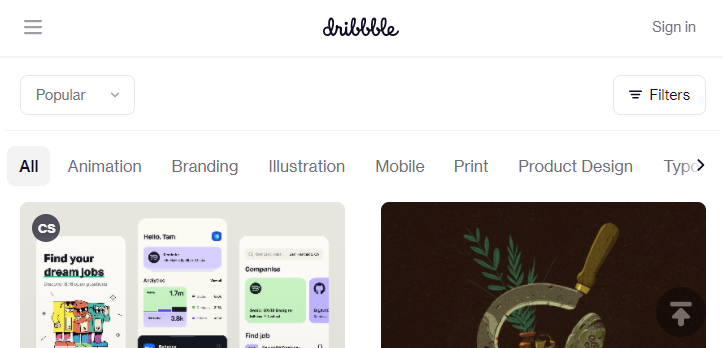 dribbble
Sign in
Popular
Filters
All Animation Branding Illustration Mobile Print Product Design Typo
CS
Find your
dream jobs
Hello, Tam
Analytics
1.7m
3.8k
Companies
Find job